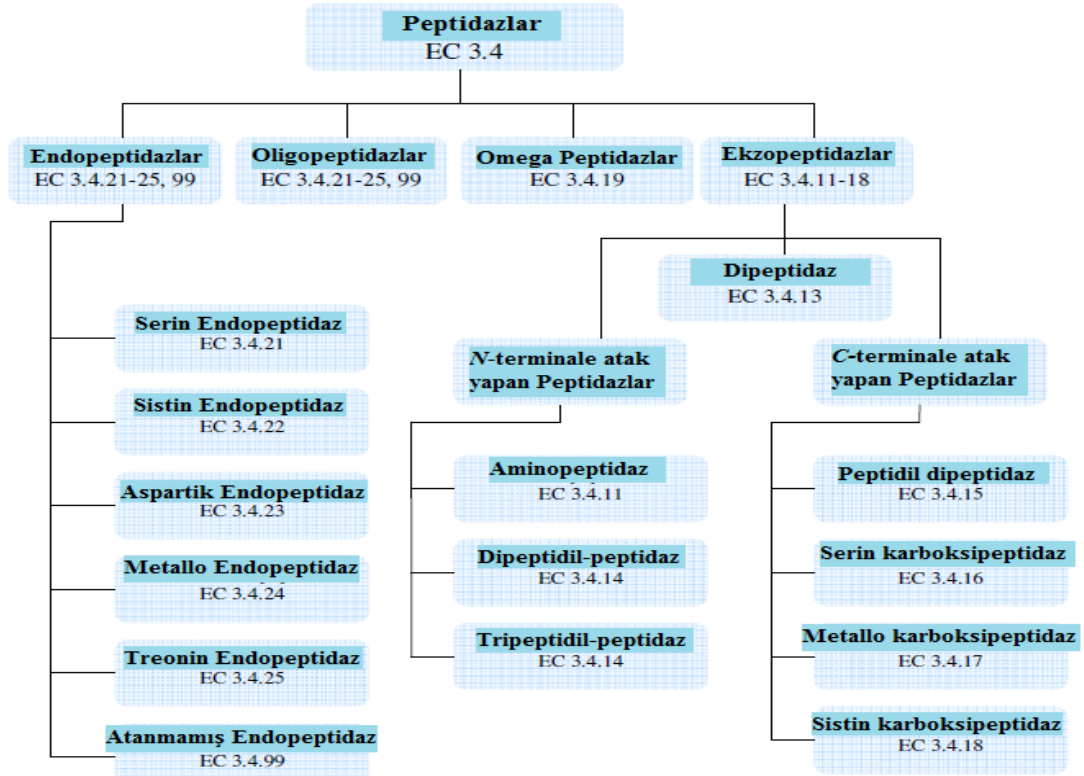 Peptidazlar
EC 3.4
Endopeptidazlar
EC 3.4.21-25, 99
Oligopeptidazlar
EC 3.4.21-25, 99
Omega Peptidazlar
EC 3.4.19
Ekzopeptidazlar
EC 3.4.11-18
Dipeptidaz
EC 3.4.13
Serin Endopeptidaz
EC 3.4.21
Sistin Endopeptidaz
EC 3.4.22
Aspartik Endopeptidaz
EC 3.4.23
Metallo Endopeptidaz
EC 3.4.24
Treonin Endopeptidaz
EC 3.4.25
Atanmamış Endopeptidaz
EC 3.4.99
N-terminale atak
yapan Peptidazlar
Aminopeptidaz
EC 3.4.11
Dipeptidil-peptidaz
EC 3.4.14
Tripeptidil-peptidaz
EC 3.4.14
C-terminale atak
yapan Peptidazlar
Peptidil dipeptidaz
EC 3.4.15
Serin karboksipeptidaz
EC 3.4.16
Metallo karboksipeptidaz
EC 3.4.17
Sistin karboksipeptidaz
EC 3.4.18